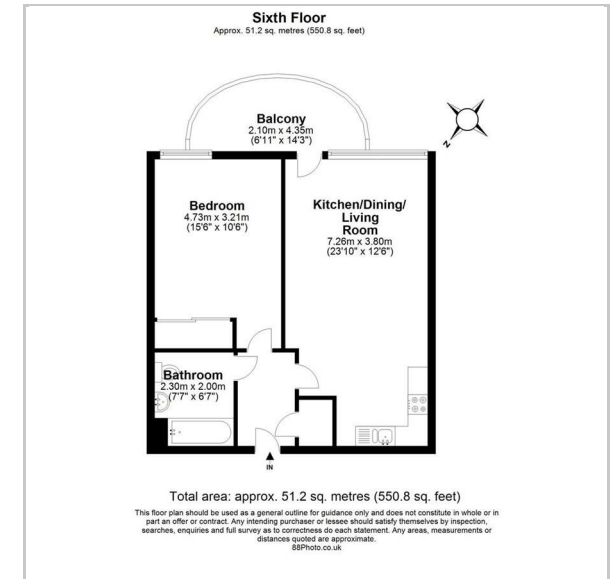 Sixth Floor
Approx. 51.2 sq. metres (550.8 sq. feet)
Balcony
2.10m x 4.35m
(6'11" x 14'3")
N
Bedroom
4.73m x 3.21m
(15'6" x 10'6")
Kitchen/Dining/
Living
Room
7.26m x 3.80m
(23'10" x 12'6")
Bathroom
2.30m x 2.00m
(7'7" x 6'7")
IN
Total area: approx. 51.2 sq. metres (550.8 sq. feet)
This floor plan should be used as a general outline for guidance only and does not constitute in whole or in
part an offer or contract. Any intending purchaser or lessee should satisfy themselves by inspection,
searches, enquiries and full survey as to correctness do each statement. Any areas, measurements or
distances quoted are approximate.
88Photo.co.uk